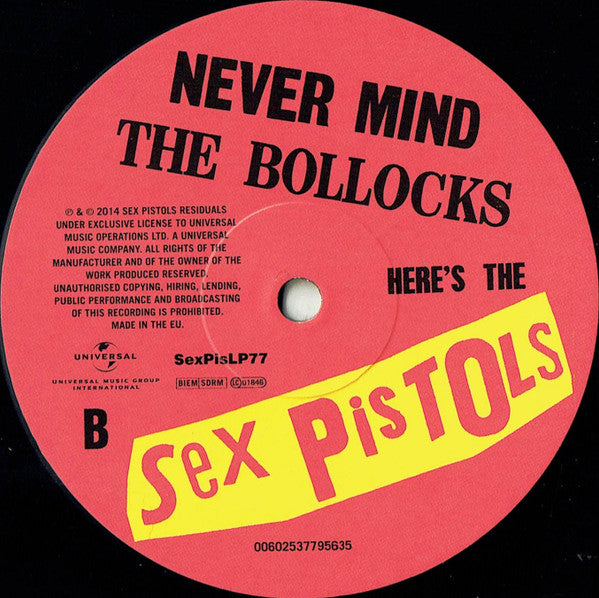 NEVER MIND
THE BOLLOCKS
℗ & © 2014 SEX PISTOLS RESIDUALS
UNDER EXCLUSIVE LICENSE TO UNIVERSAL
MUSIC OPERATIONS LTD. A UNIVERSAL
MUSIC COMPANY. ALL RIGHTS OF THE
MANUFACTURER AND OF THE OWNER OF THE
WORK PRODUCED RESERVED.
UNAUTHORISED COPYING, HIRING, LENDING,
PUBLIC PERFORMANCE AND BROADCASTING
OF THIS RECORDING IS PROHIBITED.
MADE IN THE EU.
HERE'S THE
UNIVERSAL
UNIVERSAL MUSIC GROUP
INTERNATIONAL
SexPisLP77
BIEM SDRM LC 01846
B
Sex PisTOLs
00602537795635